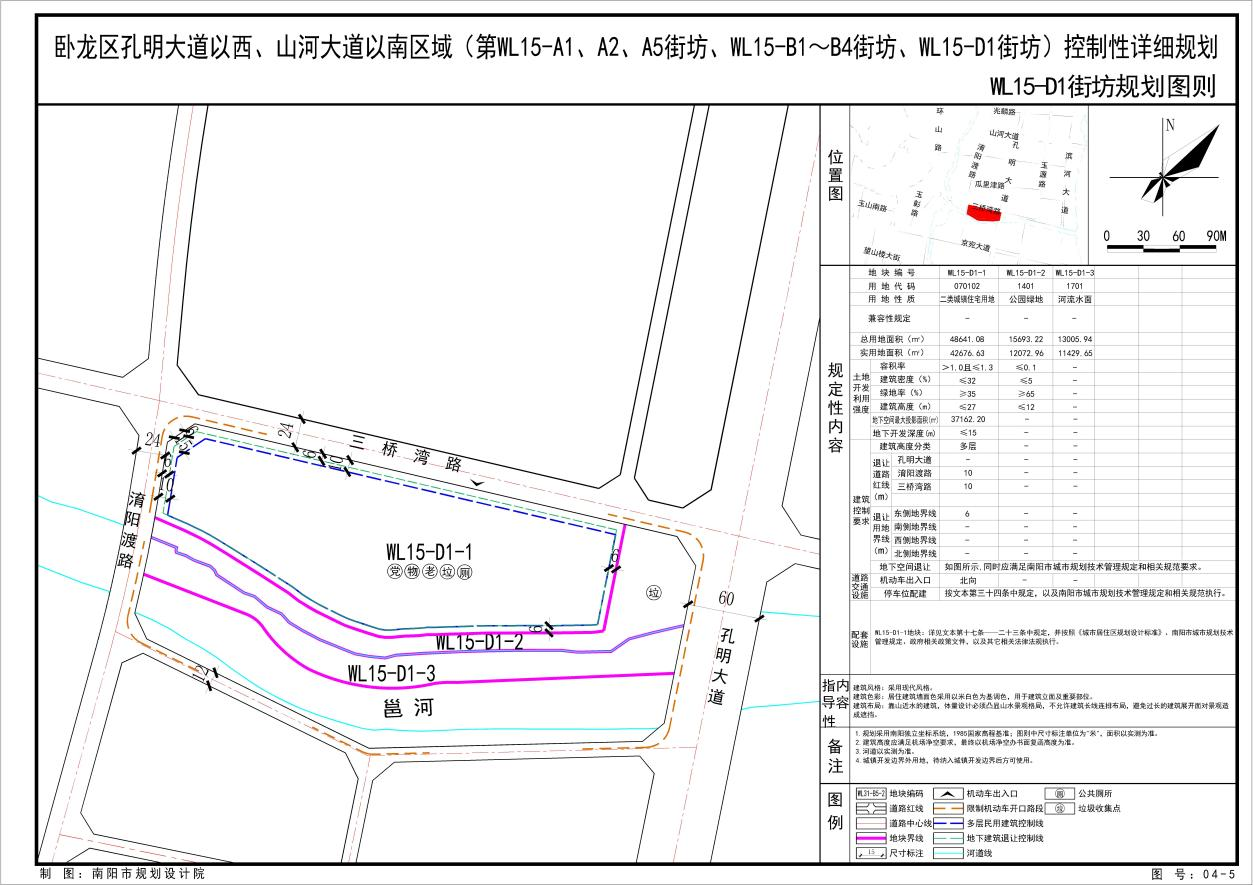 卧龙区孔明大道以西、山河大道以南区域（第WL15-A1、A2、A5街坊、WL15-B1～B4街坊、WL15-D1街坊）控制性详细规划
WL15-D1街坊规划图则
24
24
6
10
三桥湾路
6
10
淯阳渡路
WL15-D1-1
党 物 老 垃 厕
6
垃
60
孔明大道
6
WL15-D1-2
WL15-D1-3
邕河
12
位置图
环山路
兆麟路
山河大道
淯阳渡路
孔明大道
玉源路
滨河大道
瓜里津路
玉彰路
玉山南路
三桥湾路
京宛大道
望山楼大街
N
0 30 60 90M
规定性内容
地块编号 WL15-D1-1 WL15-D1-2 WL15-D1-3
用地代码 070102 1401 1701
用地性质 二类城镇住宅用地 公园绿地 河流水面
兼容性规定 － － －
总用地面积（㎡） 48641.08 15693.22 13005.94
实用地面积（㎡） 42676.63 12072.96 11429.65
土地开发利用强度
容积率 ＞1.0且≤1.3 ≤0.1 －
建筑密度（%） ≤32 ≤5 －
绿地率（%） ≥35 ≥65 －
建筑高度（m） ≤27 ≤12 －
地下空间最大投影面积(㎡) 37162.20 － －
地下开发深度(m) ≤15 － －
建筑控制要求
建筑高度分类 多层 － －
退让道路红线（m）
孔明大道 － － －
淯阳渡路 10 － －
三桥湾路 10 － －
退让用地界线（m）
东侧地界线 6 － －
南侧地界线 － － －
西侧地界线 － － －
北侧地界线 － － －
地下空间退让 如图所示，同时应满足南阳市城市规划技术管理规定和相关规范要求。
道路交通设施
机动车出入口 北向 － －
停车位配建 按文本第三十四条中规定，以及南阳市城市规划技术管理规定和相关规范执行。
配套设施
WL15-D1-1地块：详见文本第十七条——二十三条中规定，并按照《城市居住区规划设计标准》、南阳市城市规划技术
管理规定、政府相关政策文件，以及其它相关法律法规执行。
指导性内容
建筑风格：采用现代风格。
建筑色彩：居住建筑墙面色采用以米白色为基调色，用于建筑立面及重要部位。
建筑布局：靠山近水的建筑，体量设计必须凸显山水景观格局，不允许建筑长线连排布局，避免过长的建筑展开面对景观造
成遮挡。
备注
1.规划采用南阳独立坐标系统，1985国家高程基准；图则中尺寸标注单位为"米"，面积以实测为准。
2.建筑高度应满足机场净空要求，最终以机场净空办书面复函高度为准。
3.河道以实测为准。
4.城镇开发边界外用地，待纳入城镇开发边界后方可使用。
图例
WL31-B5-2 地块编码 机动车出入口 厕 公共厕所
道路红线 限制机动车开口路段 垃 垃圾收集点
道路中心线 多层民用建筑控制线
地块界线 地下建筑退让控制线
15 尺寸标注 河道线
制 图：南阳市规划设计院
图 号：04-5